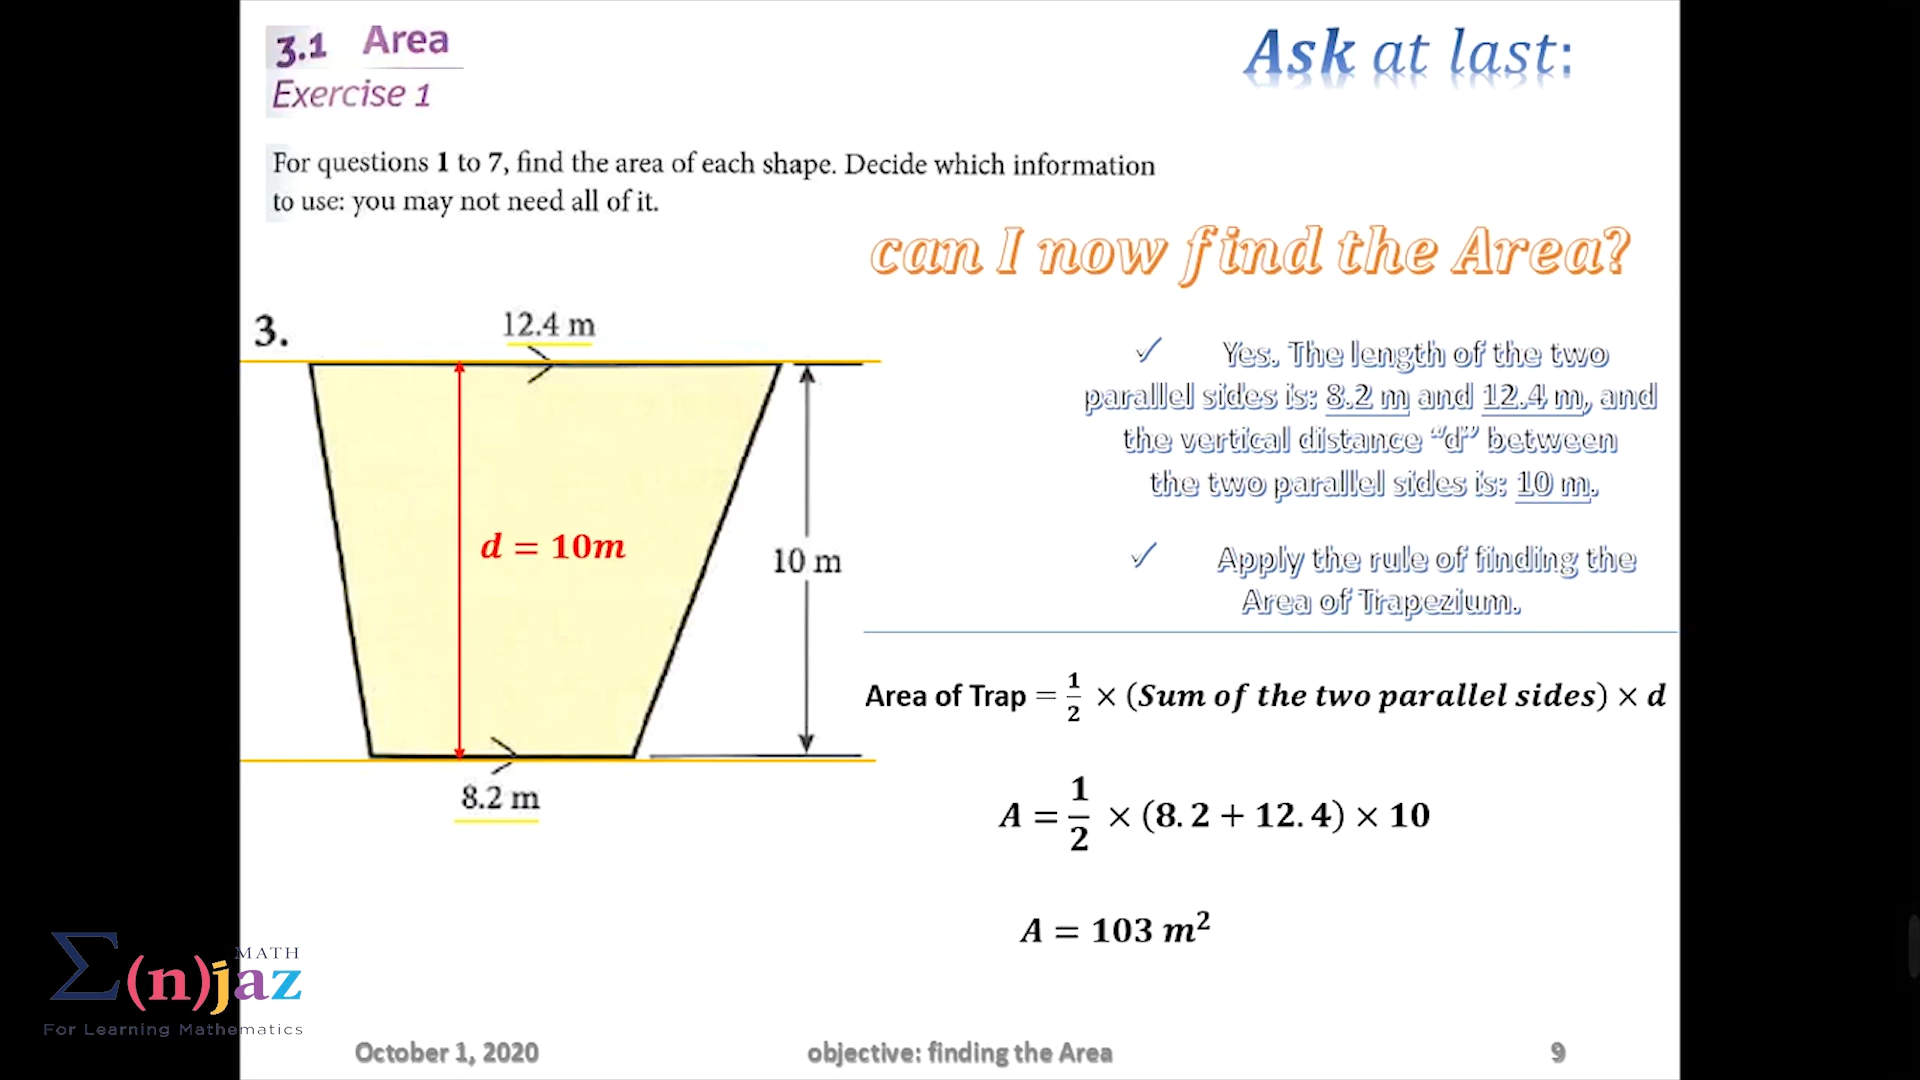 3.1 Area
Exercise 1
Ask at last:
For questions 1 to 7, find the area of each shape. Decide which information
to use: you may not need all of it.
can I now find the Area?
3.
12.4 m
d = 10m
10 m
8.2 m
✓ Yes. The length of the two
parallel sides is: 8.2 m and 12.4 m, and
the vertical distance “d” between
the two parallel sides is: 10 m.
✓ Apply the rule of finding the
Area of Trapezium.
Area of Trap = 1/2 × (Sum of the two parallel sides) × d
A = 1/2 × (8.2 + 12.4) × 10
A = 103 m²
MATH
Σ(n)jaz
For Learning Mathematics
October 1, 2020
objective: finding the Area
9